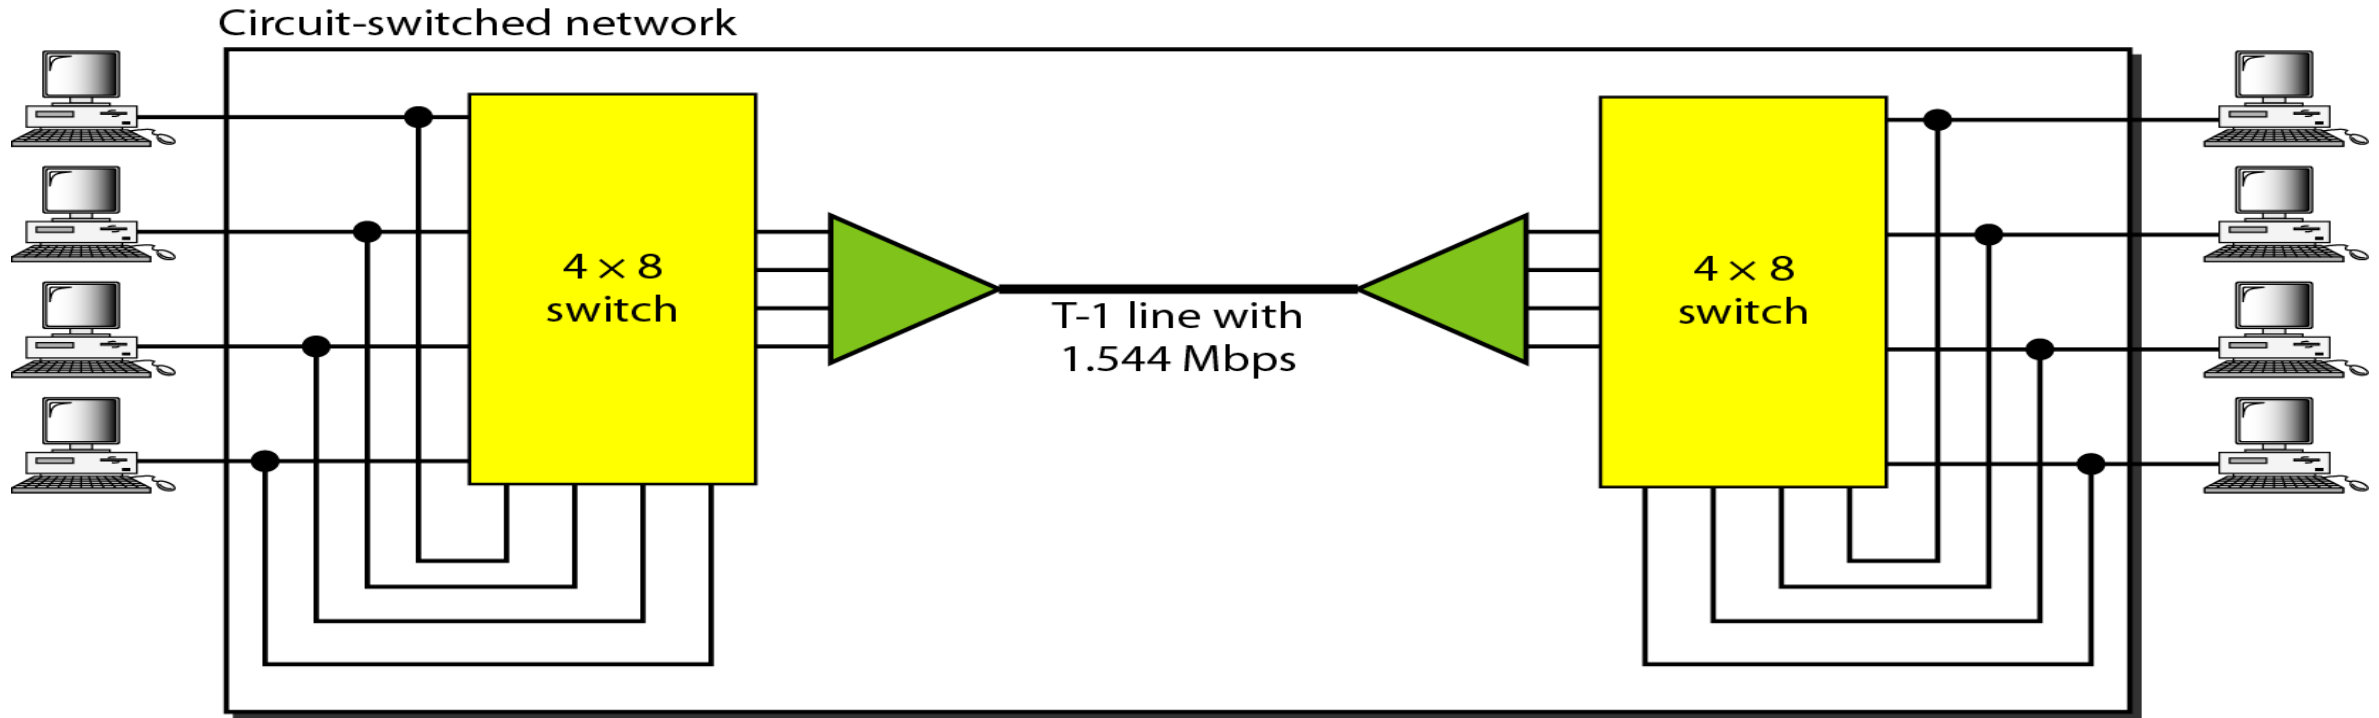 Circuit-switched network
4 × 8
switch
T-1 line with
1.544 Mbps
4 × 8
switch